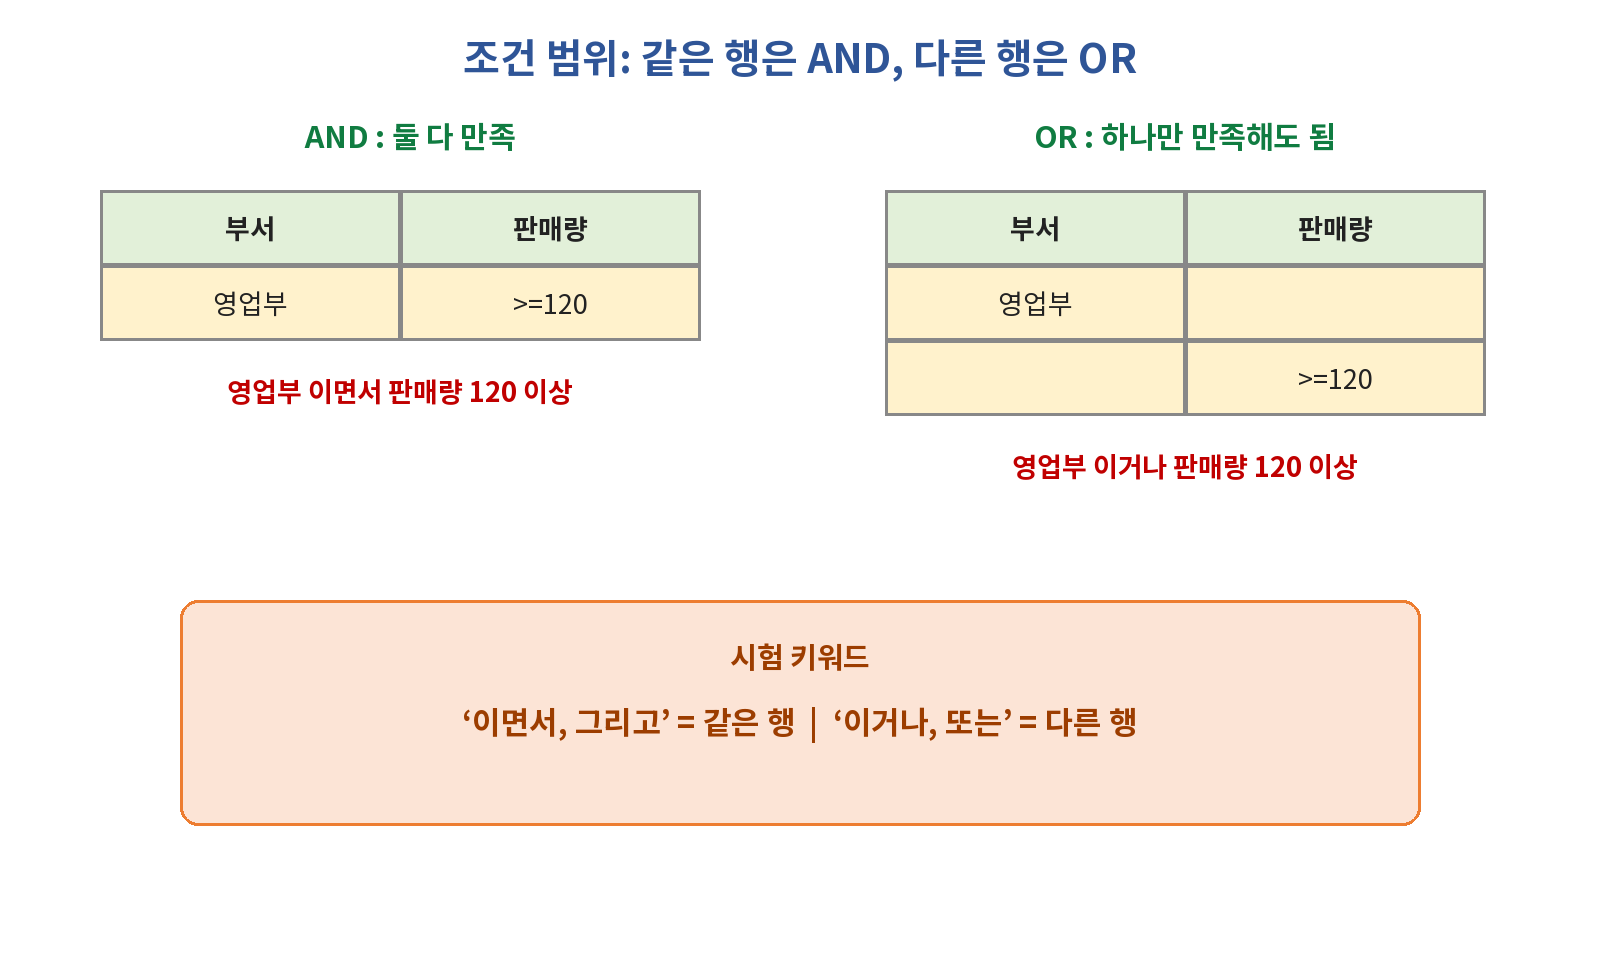 조건 범위: 같은 행은 AND, 다른 행은 OR
AND : 둘 다 만족
부서 판매량
영업부 >=120
영업부 이면서 판매량 120 이상
OR : 하나만 만족해도 됨
부서 판매량
영업부
>=120
영업부 이거나 판매량 120 이상
시험 키워드
‘이면서, 그리고’ = 같은 행 | ‘이거나, 또는’ = 다른 행